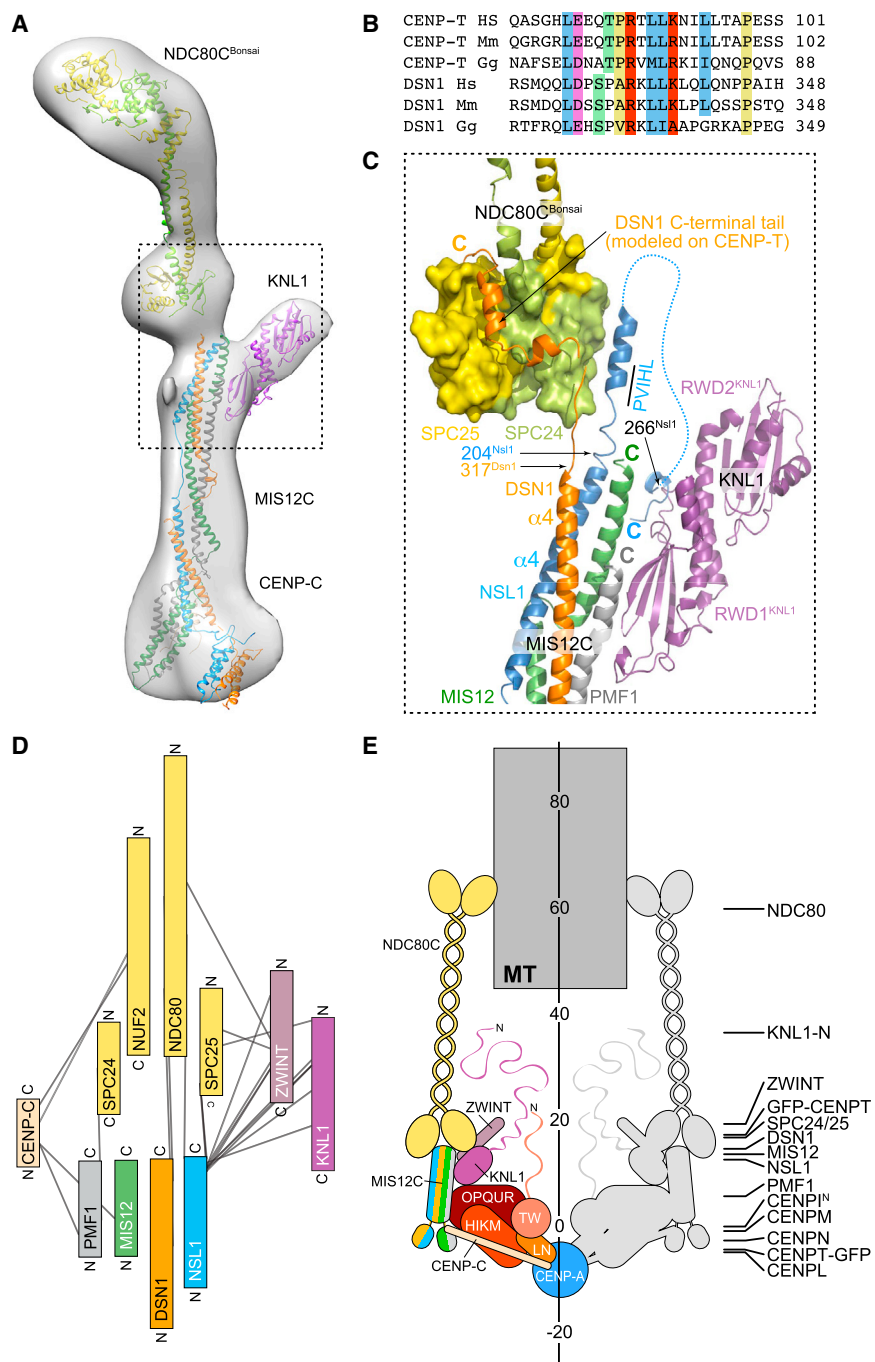 A
NDC80C^Bonsai
KNL1
MIS12C
CENP-C
B
CENP-T HS QASGHLEEQTPRTLLKNILLTAPESS 101
CENP-T Mm QGRGRLEEQTPRTLLRNILLTAPESS 102
CENP-T Gg NAFSELDNATPRVMLRKIIQNQPQVS 88
DSN1 Hs RSMQQLDPSPARKLLKLQLQNPPAIH 348
DSN1 Mm RSMDQLDSSPARKLLKLPLQSSPSTQ 348
DSN1 Gg RTFRQLEHSPVRKLIAAPGRKAPPEG 349
C
NDC80C^Bonsai
DSN1 C-terminal tail
(modeled on CENP-T)
C
PVIHL
RWD2^KNL1
SPC25
SPC24
266^Nsl1
204^Nsl1
317^Dsn1
C
KNL1
DSN1
α4
C
C
α4
NSL1
RWD1^KNL1
MIS12C
MIS12
PMF1
D
N
NUF2
C
N
NDC80
N
SPC24
C
N
SPC25
C
N
ZWINT
C
N
KNL1
C
C
CENP-C
N
C
PMF1
N
C
MIS12
N
C
DSN1
N
C
NSL1
N
E
80
60
40
20
0
-20
MT
NDC80C
N
N
ZWINT
KNL1
MIS12C
OPQUR
HIKM
TW
LN
CENP-C
CENP-A
NDC80
KNL1-N
ZWINT
GFP-CENPT
SPC24/25
DSN1
MIS12
NSL1
PMF1
CENPI^N
CENPM
CENPN
CENPT-GFP
CENPL